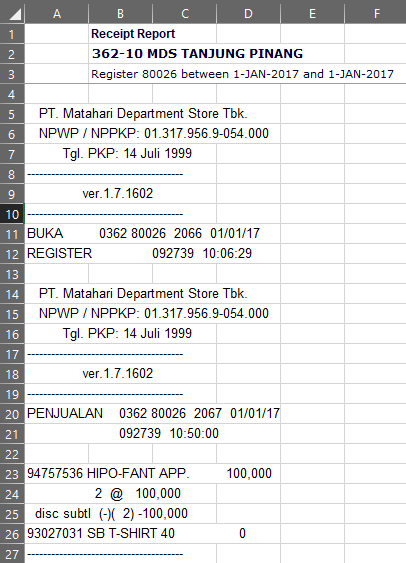 A B C D E F
1 Receipt Report
2 362-10 MDS TANJUNG PINANG
3 Register 80026 between 1-JAN-2017 and 1-JAN-2017
4
5 PT. Matahari Department Store Tbk.
6 NPWP / NPPKP: 01.317.956.9-054.000
7 Tgl. PKP: 14 Juli 1999
8 ---------------------------------------
9 ver.1.7.1602
10 ---------------------------------------
11 BUKA 0362 80026 2066 01/01/17
12 REGISTER 092739 10:06:29
13
14 PT. Matahari Department Store Tbk.
15 NPWP / NPPKP: 01.317.956.9-054.000
16 Tgl. PKP: 14 Juli 1999
17 ---------------------------------------
18 ver.1.7.1602
19 ---------------------------------------
20 PENJUALAN 0362 80026 2067 01/01/17
21 092739 10:50:00
22
23 94757536 HIPO-FANT APP. 100,000
24 2 @ 100,000
25 disc subtl (-)( 2) -100,000
26 93027031 SB T-SHIRT 40 0
27 ---------------------------------------